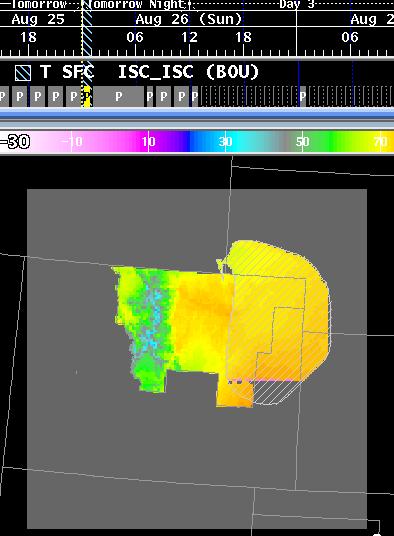 Tomorrow Tomorrow Night Day 3
Aug 25 Aug 26 (Sun) Aug 2
18 06 12 18 06
T SFC ISC_ISC (BOU)
P P P P P P P P P P P P
-30 -10 10 30 50 70